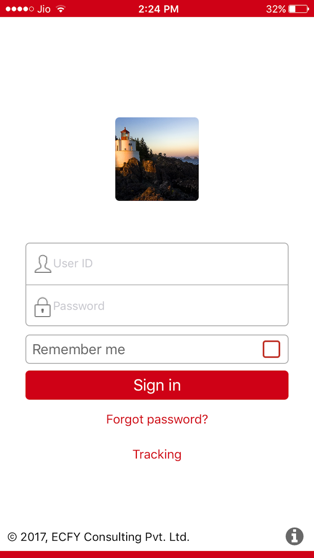 Jio 2:24 PM 32%
User ID
Password
Remember me
Sign in
Forgot password?
Tracking
© 2017, ECFY Consulting Pvt. Ltd.